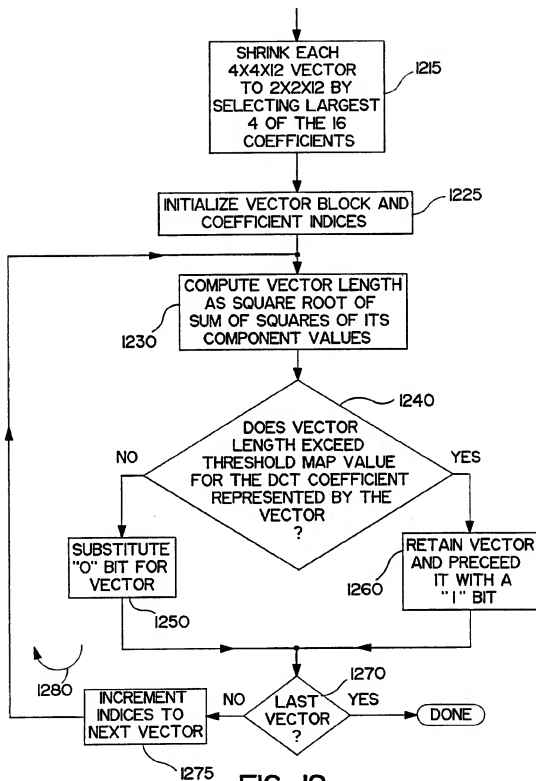 SHRINK EACH
4X4X12 VECTOR
TO 2X2X12 BY
SELECTING LARGEST
4 OF THE 16
COEFFICIENTS
1215
INITIALIZE VECTOR BLOCK AND
COEFFICIENT INDICES
1225
COMPUTE VECTOR LENGTH
AS SQUARE ROOT OF
SUM OF SQUARES OF ITS
COMPONENT VALUES
1230
1240
DOES VECTOR
LENGTH EXCEED
THRESHOLD MAP VALUE
FOR THE DCT COEFFICIENT
REPRESENTED BY THE
VECTOR
?
NO
YES
SUBSTITUTE
"0" BIT FOR
VECTOR
1250
RETAIN VECTOR
AND PRECEED
IT WITH A
"1" BIT
1260
1280
1270
LAST
VECTOR
?
NO
YES
INCREMENT
INDICES TO
NEXT VECTOR
1275
DONE